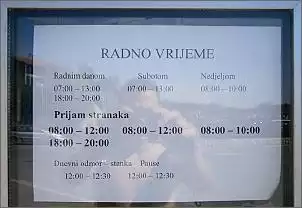 RADNO VRIJEME
Radnim danom Subotom Nedjeljom
07:00 – 13:00 07:00 – 13:00 08:00 – 10:00
18:00 – 20:00
Prijam stranaka
08:00 – 12:00 08:00 – 12:00 08:00 – 10:00
18:00 – 20:00
Dnevni odmor – stanka – Pause
12:00 – 12:30 12:00 – 12:30